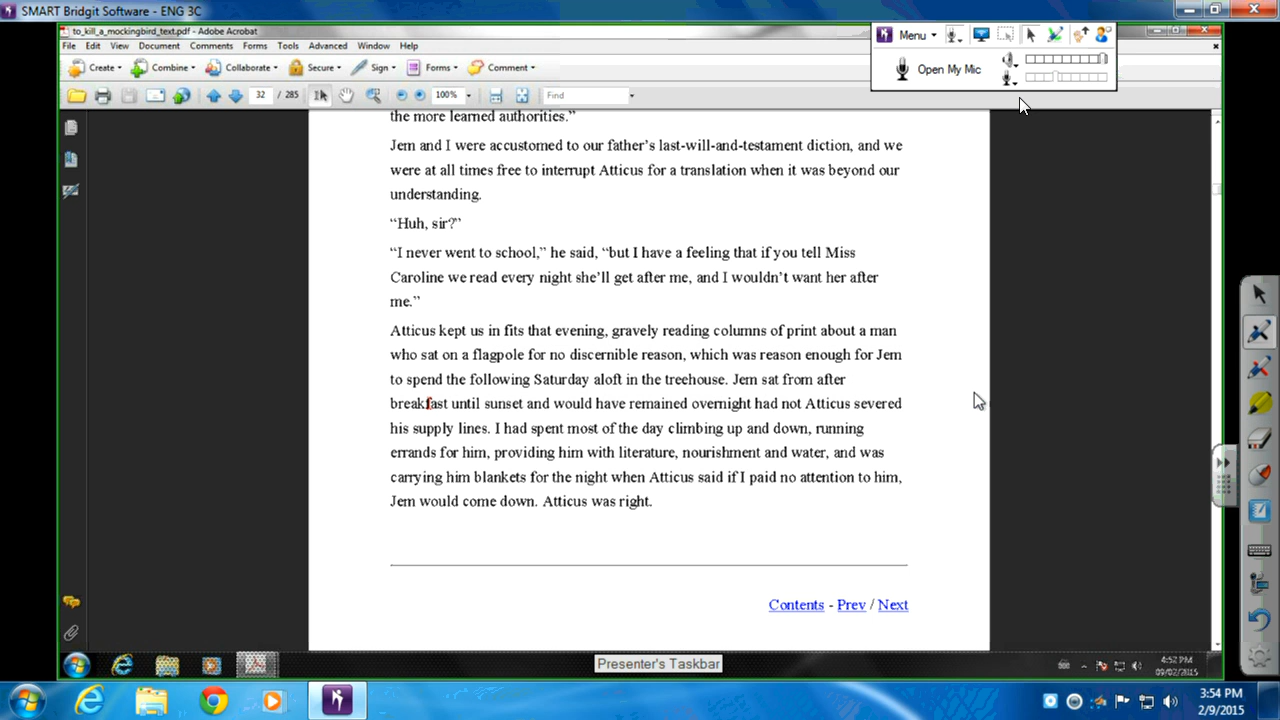 SMART Bridgit Software - ENG 3C
to_kill_a_mockingbird_text.pdf - Adobe Acrobat
File Edit View Document Comments Forms Tools Advanced Window Help
Menu
Create Combine Collaborate Secure Sign Forms Comment
Open My Mic
32 / 285 100% Find
the more learned authorities.”
Jem and I were accustomed to our father’s last-will-and-testament diction, and we
were at all times free to interrupt Atticus for a translation when it was beyond our
understanding.
“Huh, sir?”
“I never went to school,” he said, “but I have a feeling that if you tell Miss
Caroline we read every night she’ll get after me, and I wouldn’t want her after
me.”
Atticus kept us in fits that evening, gravely reading columns of print about a man
who sat on a flagpole for no discernible reason, which was reason enough for Jem
to spend the following Saturday aloft in the treehouse. Jem sat from after
breakfast until sunset and would have remained overnight had not Atticus severed
his supply lines. I had spent most of the day climbing up and down, running
errands for him, providing him with literature, nourishment and water, and was
carrying him blankets for the night when Atticus said if I paid no attention to him,
Jem would come down. Atticus was right.
Contents - Prev / Next
Presenter's Taskbar
4:52 PM
09/02/2015
3:54 PM
2/9/2015